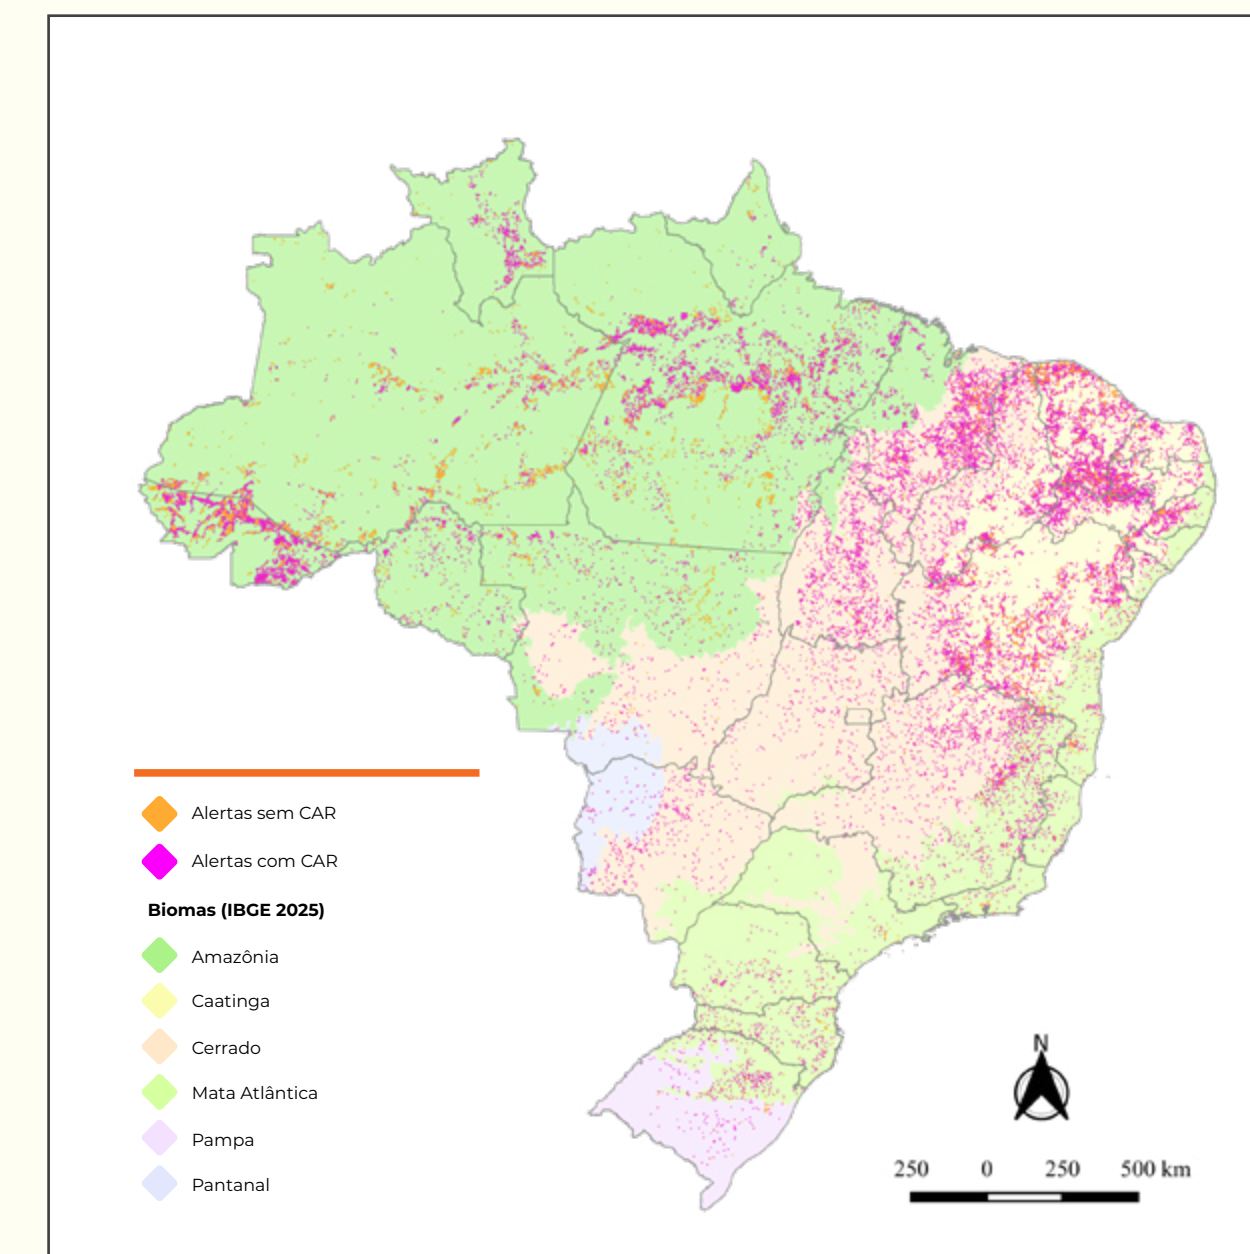 Alertas sem CAR
Alertas com CAR
Biomas (IBGE 2025)
Amazônia
Caatinga
Cerrado
Mata Atlântica
Pampa
Pantanal
N
250 0 250 500 km